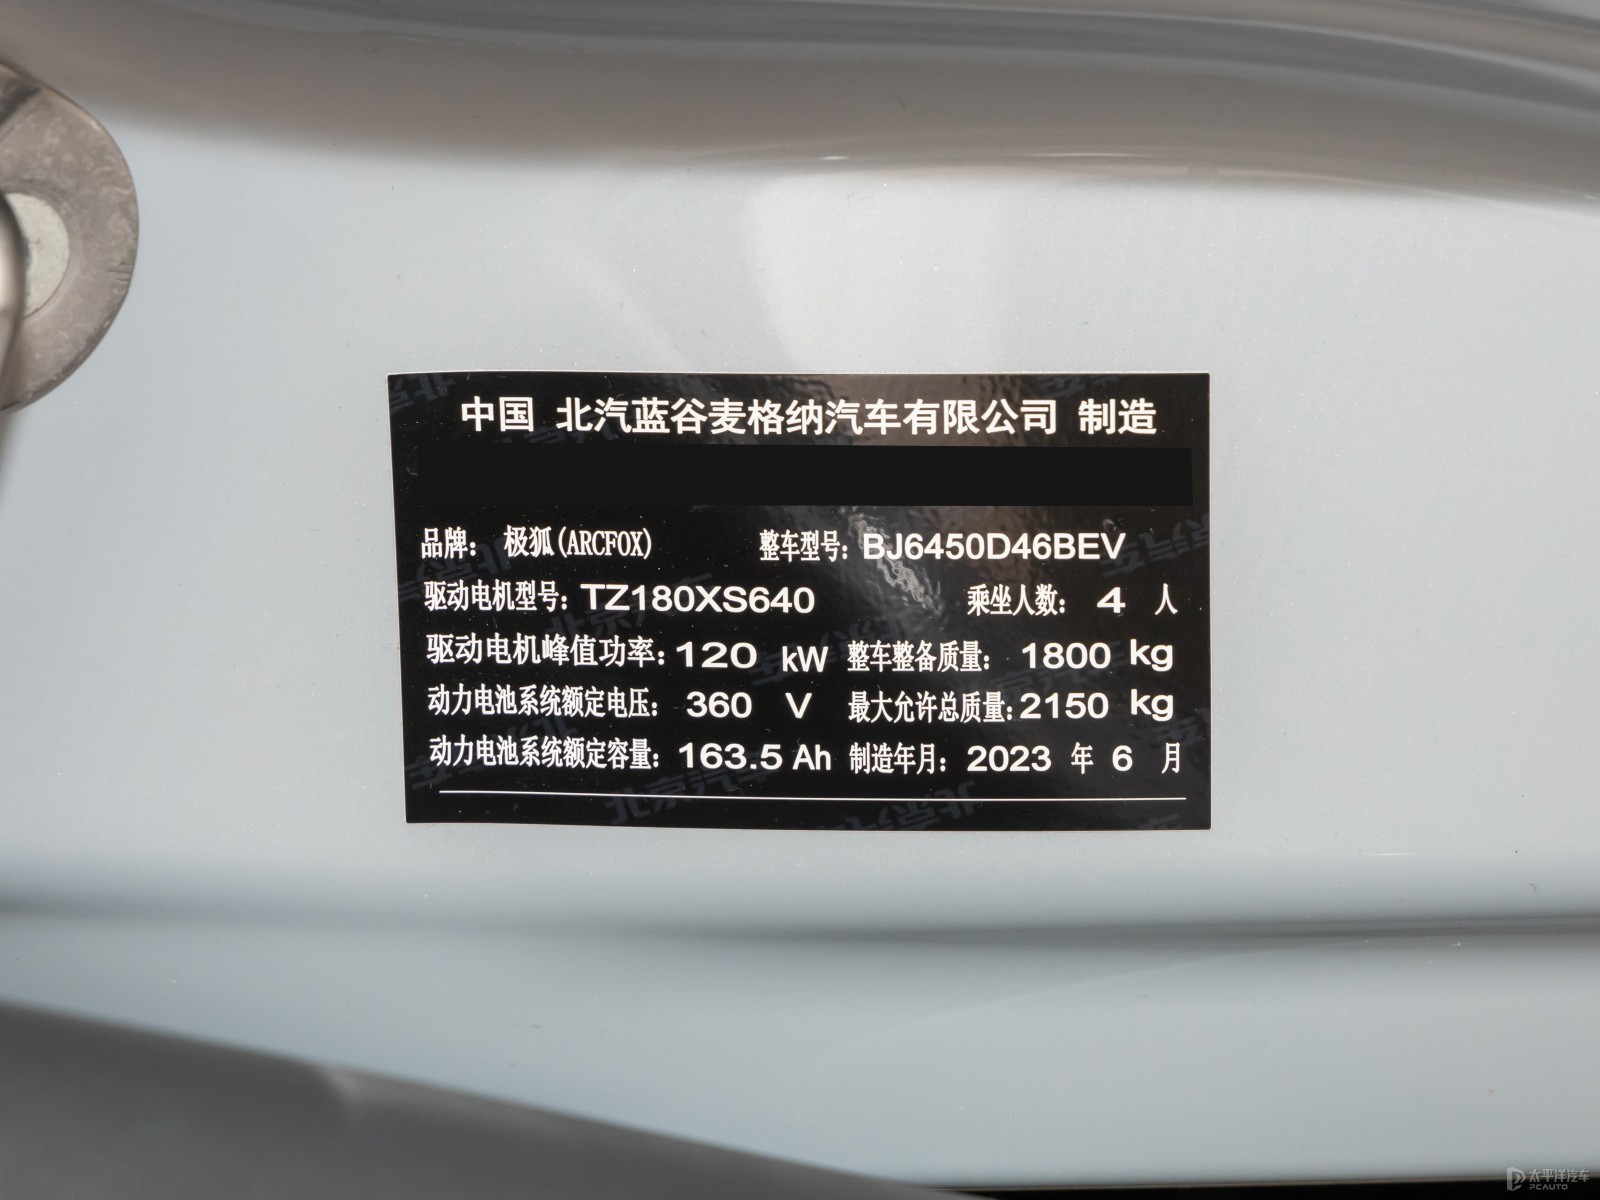 中国 北汽蓝谷麦格纳汽车有限公司 制造
品牌: 极狐(ARCFOX) 整车型号: BJ6450D46BEV
驱动电机型号: TZ180XS640 乘坐人数: 4 人
驱动电机峰值功率: 120 kW 整车整备质量: 1800 kg
动力电池系统额定电压: 360 V 最大允许总质量: 2150 kg
动力电池系统额定容量: 163.5 Ah 制造年月: 2023 年 6 月
太平洋汽车
PCAUTO